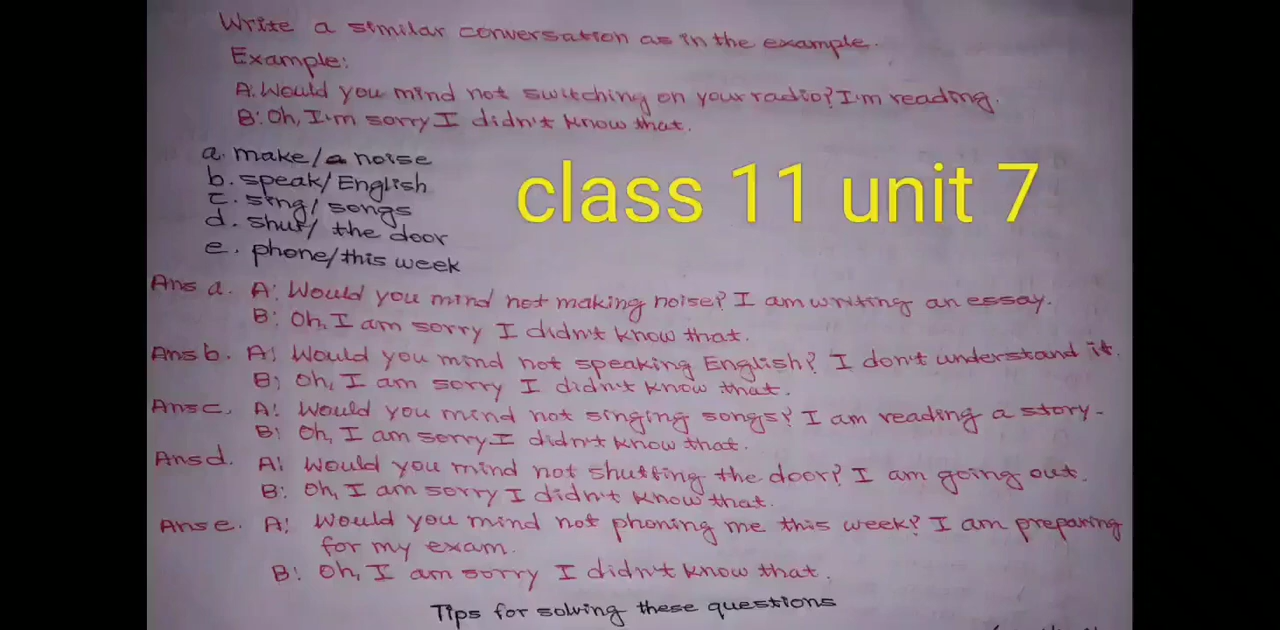 Write a similar conversation as in the example.
Example:
A. Would you mind not switching on your radio? I'm reading.
B: Oh, I'm sorry I didn't know that.
a. make/a noise
b. speak/English
c. sing/songs
d. shut/ the door
e. phone/this week
class 11 unit 7
Ans a. A: Would you mind not making noise? I am writing an essay.
B: Oh, I am sorry I didn't know that.
Ans b. A: Would you mind not speaking English? I don't understand it.
B: Oh, I am sorry I didn't know that.
Ans c. A: Would you mind not singing songs? I am reading a story.
B: Oh, I am sorry I didn't know that.
Ans d. A: Would you mind not shutting the door? I am going out.
B: Oh, I am sorry I didn't know that.
Ans e. A: Would you mind not phoning me this week? I am preparing
for my exam.
B: Oh, I am sorry I didn't know that.
Tips for solving these questions